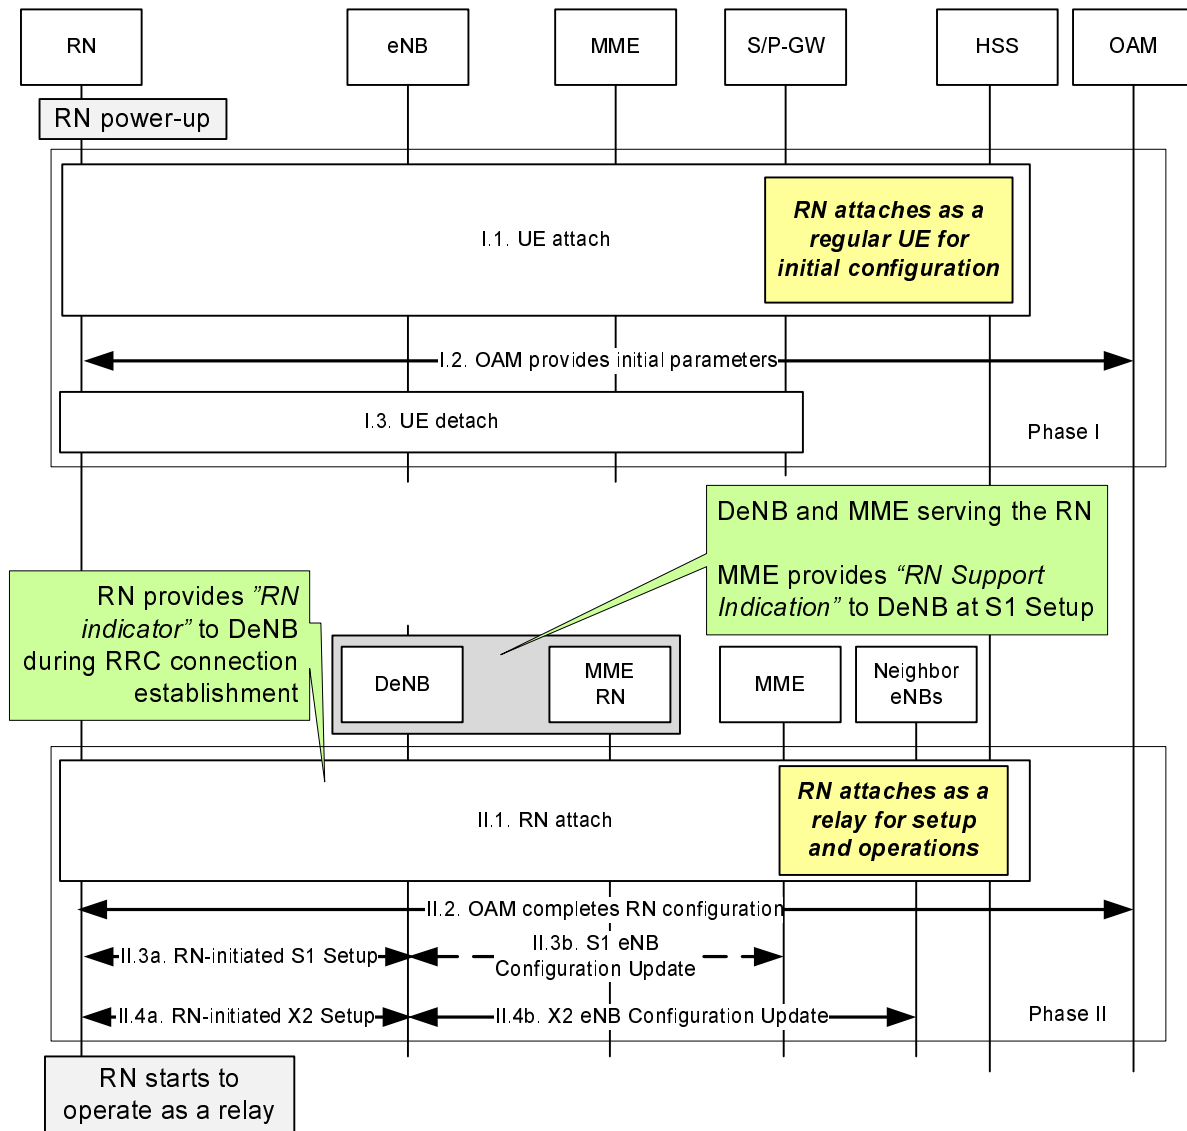 RN
eNB
MME
S/P-GW
HSS
OAM
RN power-up
RN attaches as a
regular UE for
initial configuration
I.1. UE attach
I.2. OAM provides initial parameters
I.3. UE detach
Phase I
DeNB and MME serving the RN
MME provides “RN Support
Indication” to DeNB at S1 Setup
RN provides ”RN
indicator” to DeNB
during RRC connection
establishment
DeNB
MME
RN
MME
Neighbor
eNBs
RN attaches as a
relay for setup
and operations
II.1. RN attach
II.2. OAM completes RN configuration
II.3a. RN-initiated S1 Setup
II.3b. S1 eNB
Configuration Update
II.4a. RN-initiated X2 Setup
II.4b. X2 eNB Configuration Update
Phase II
RN starts to
operate as a relay